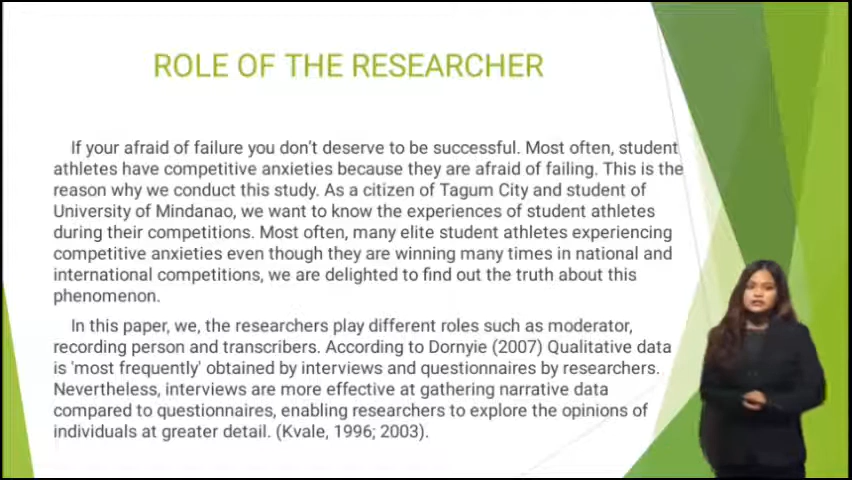 ROLE OF THE RESEARCHER
If your afraid of failure you don't deserve to be successful. Most often, student
athletes have competitive anxieties because they are afraid of failing. This is the
reason why we conduct this study. As a citizen of Tagum City and student of
University of Mindanao, we want to know the experiences of student athletes
during their competitions. Most often, many elite student athletes experiencing
competitive anxieties even though they are winning many times in national and
international competitions, we are delighted to find out the truth about this
phenomenon.
In this paper, we, the researchers play different roles such as moderator,
recording person and transcribers. According to Dornyie (2007) Qualitative data
is 'most frequently' obtained by interviews and questionnaires by researchers.
Nevertheless, interviews are more effective at gathering narrative data
compared to questionnaires, enabling researchers to explore the opinions of
individuals at greater detail. (Kvale, 1996; 2003).